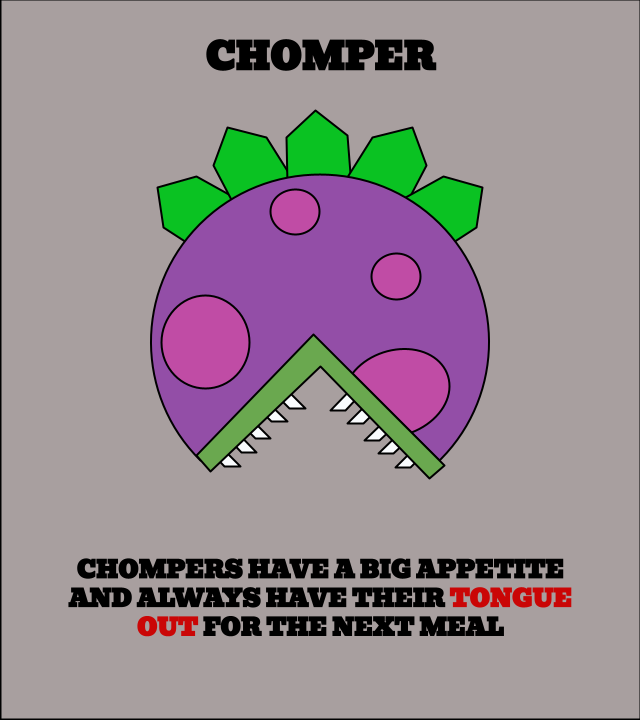 CHOMPER
CHOMPERS HAVE A BIG APPETITE
AND ALWAYS HAVE THEIR TONGUE
OUT FOR THE NEXT MEAL